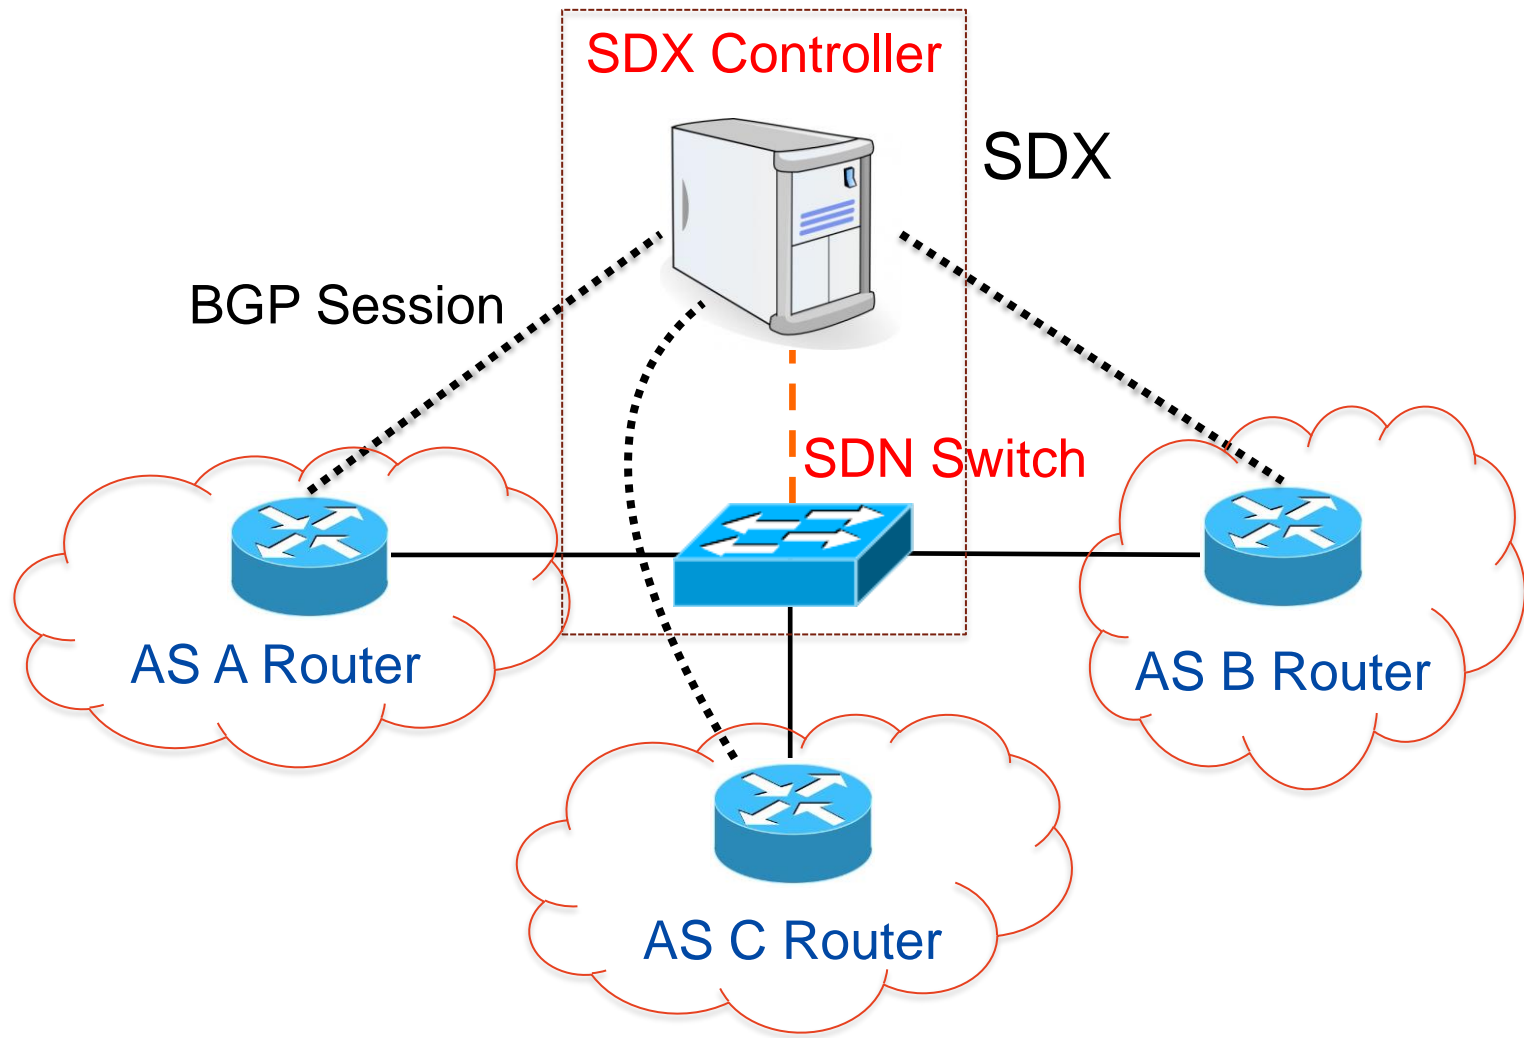 SDX Controller
SDX
BGP Session
SDN Switch
AS A Router
AS B Router
AS C Router